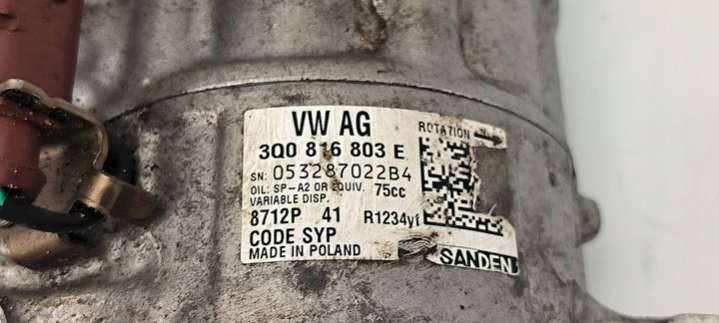 VW AG
ROTATION
3Q0 816 803 E
SN: 053287022B4
OIL: SP-A2 OR EQUIV. 75cc
VARIABLE DISP.
8712P 41 R1234yf
CODE SYP
MADE IN POLAND
SANDEN